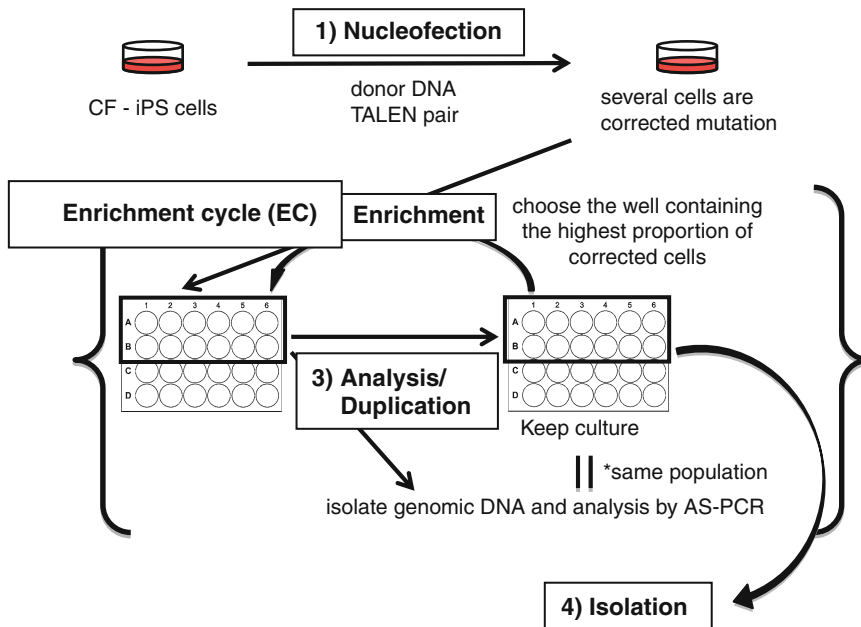 1) Nucleofection
CF - iPS cells
donor DNA
TALEN pair
several cells are
corrected mutation
Enrichment cycle (EC)
Enrichment
choose the well containing
the highest proportion of
corrected cells
1 2 3 4 5 6
A
B
C
D
1 2 3 4 5 6
A
B
C
D
3) Analysis/
Duplication
Keep culture
*same population
isolate genomic DNA and analysis by AS-PCR
4) Isolation